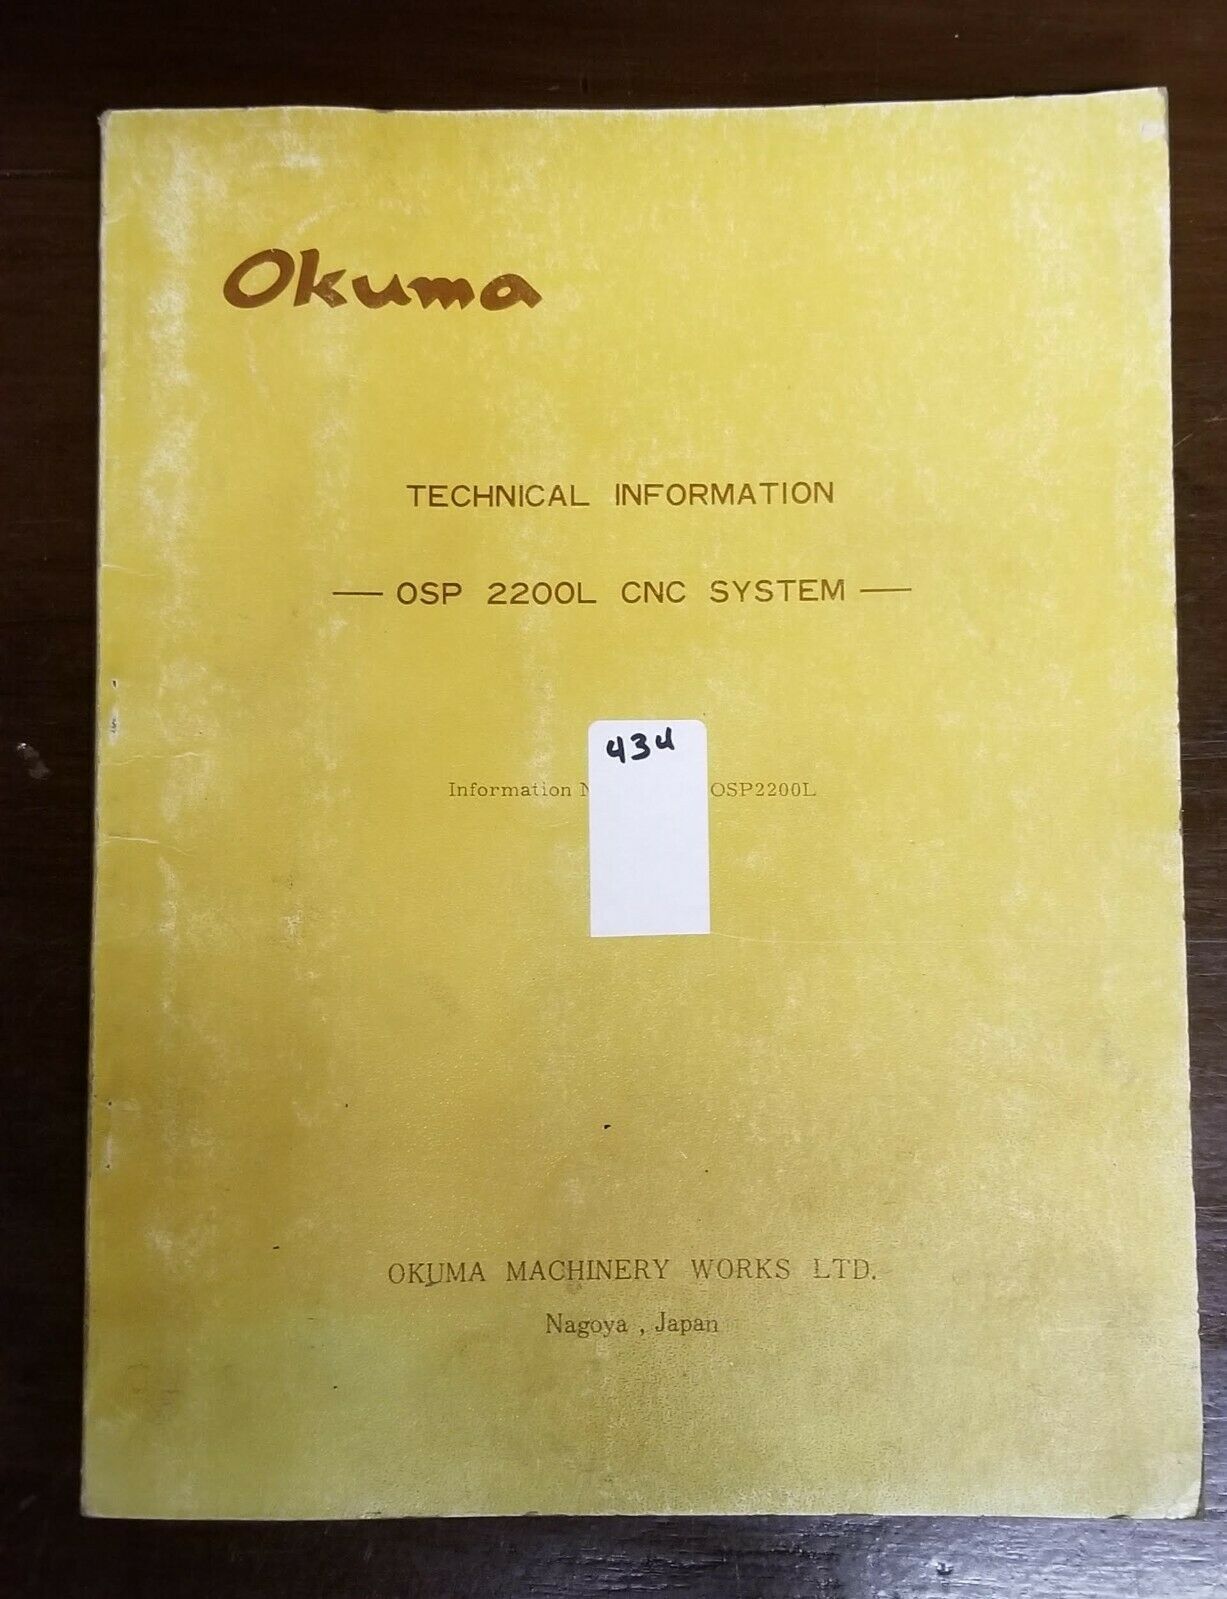 Okuma
TECHNICAL INFORMATION
— OSP 2200L CNC SYSTEM —
434
Information OSP2200L
OKUMA MACHINERY WORKS LTD.
Nagoya , Japan